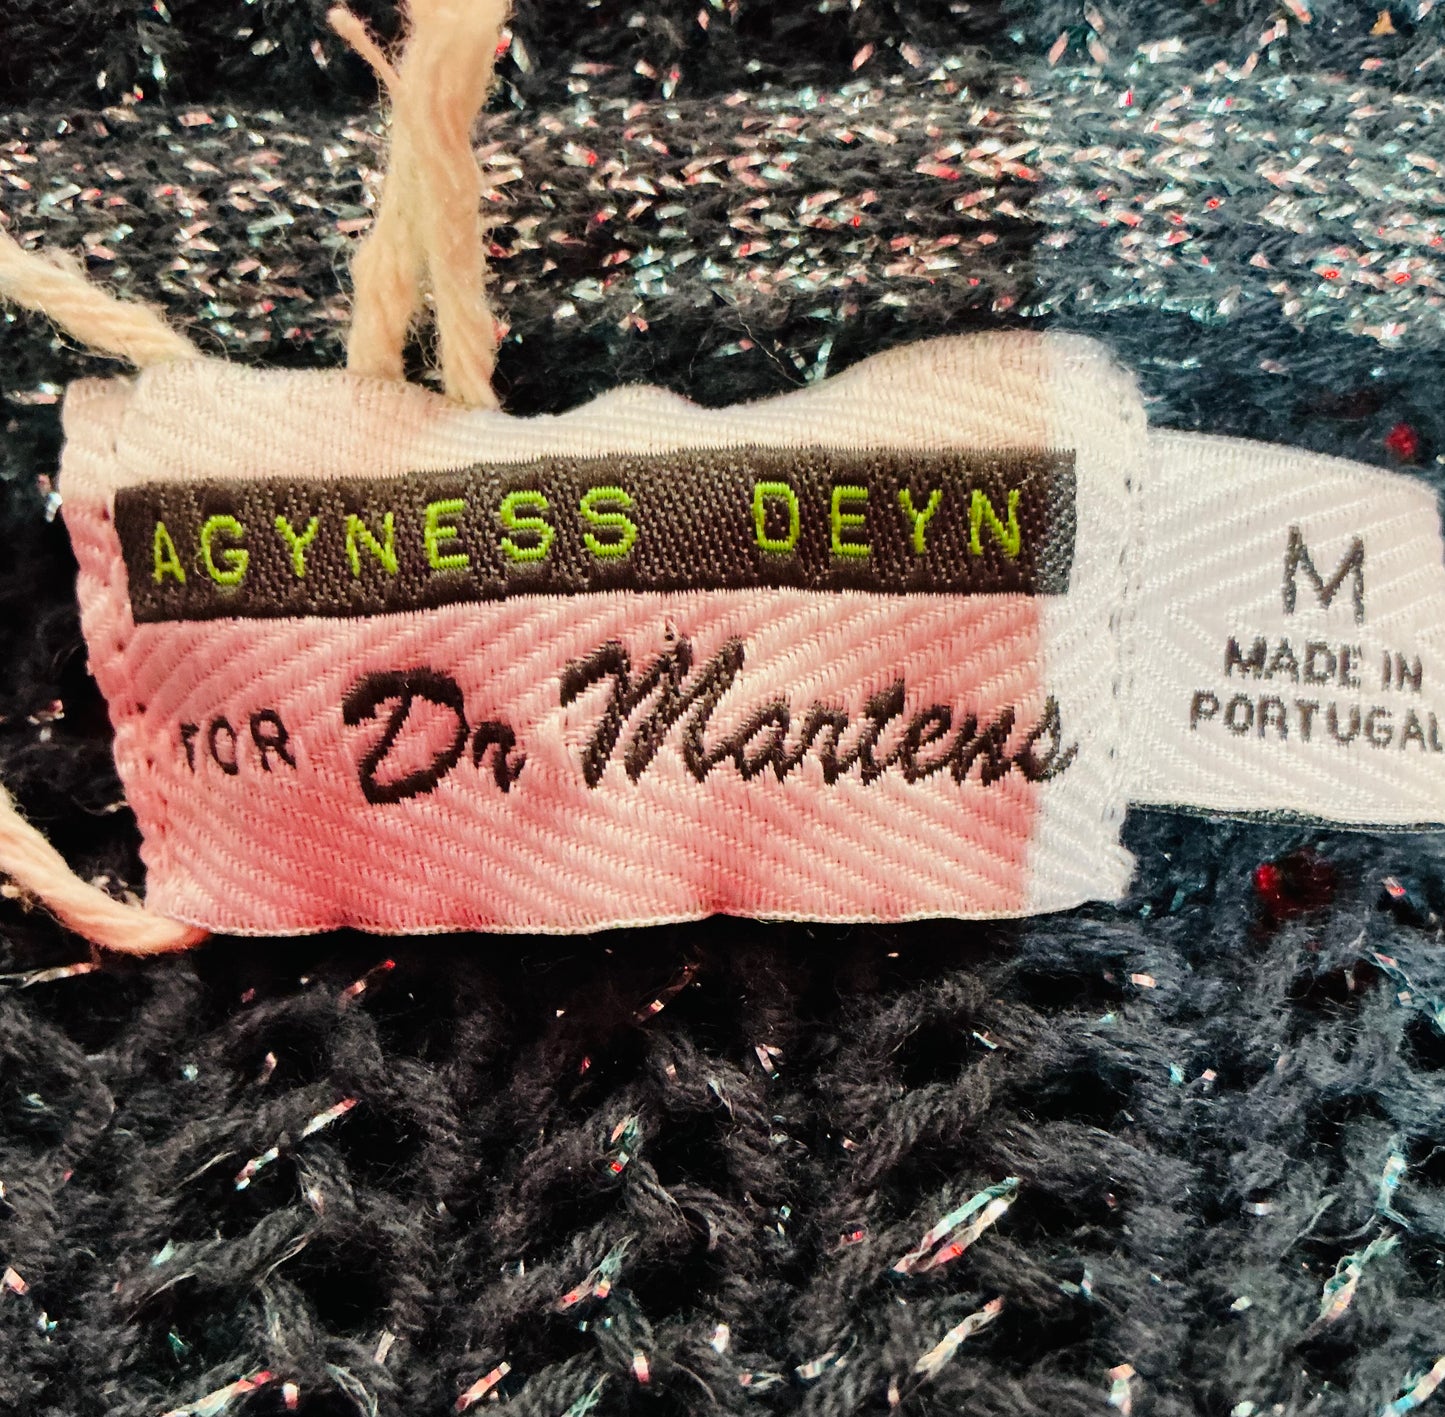 AGYNESS DEYN
FOR Dr Martens
M
MADE IN
PORTUGAL